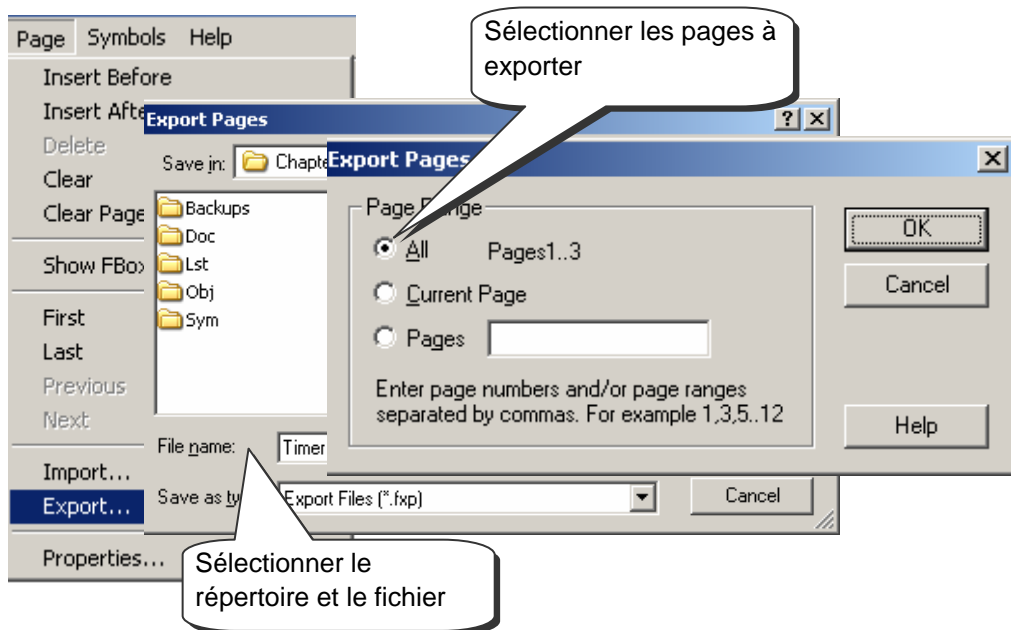 Page Symbols Help
Insert Before
Insert Afte
Delete
Clear
Clear Page
Show FBox
First
Last
Previous
Next
Import...
Export...
Properties...
Sélectionner les pages à
exporter
Export Pages
Save in: Chapte
Backups
Doc
Lst
Obj
Sym
File name: Timer
Save as ty Export Files (*.fxp)
Cancel
Export Pages
Page Range
All Pages1..3
Current Page
Pages
Enter page numbers and/or page ranges
separated by commas. For example 1,3,5..12
OK
Cancel
Help
Sélectionner le
répertoire et le fichier